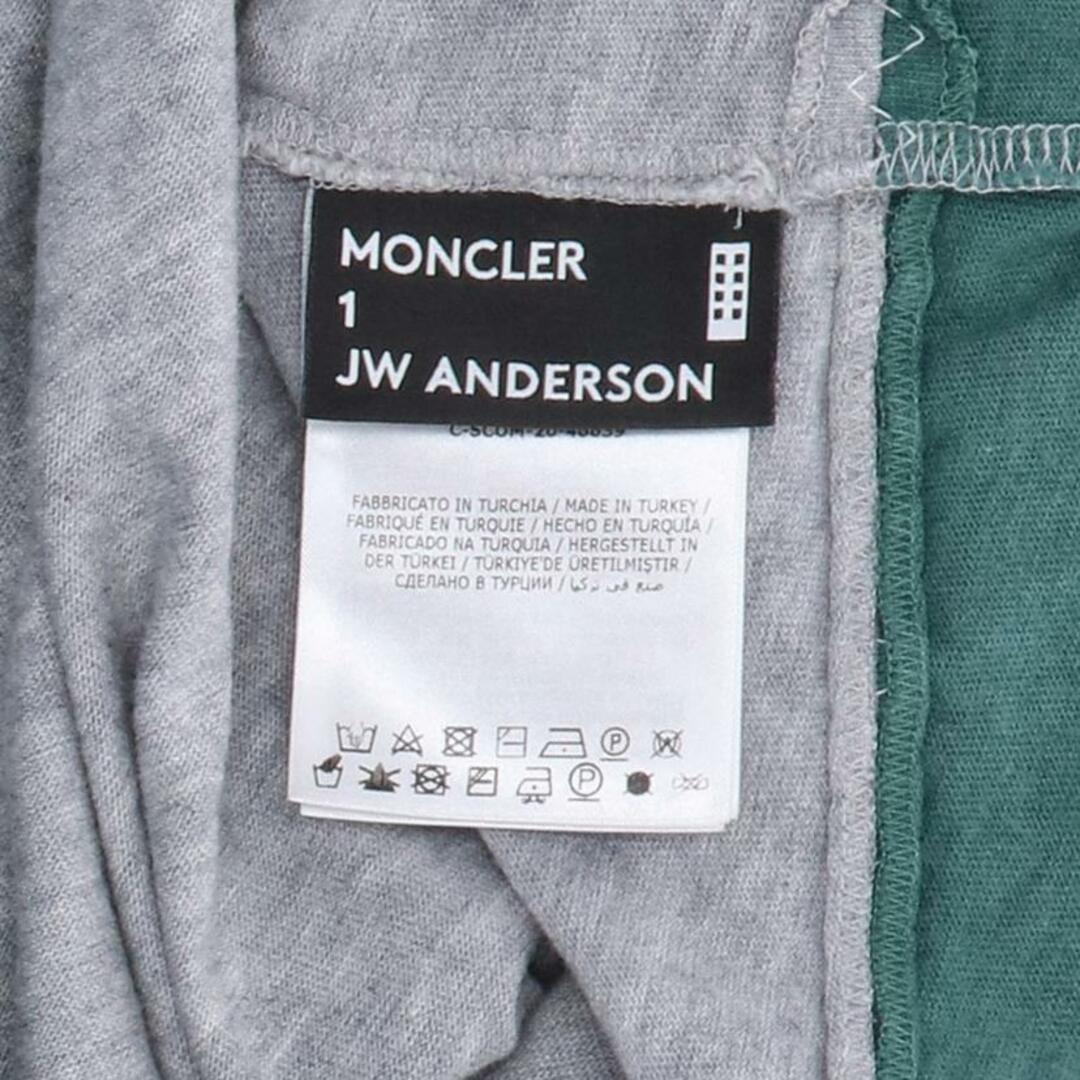 MONCLER
1
JW ANDERSON
FABBRICATO IN TURCHIA / MADE IN TURKEY /
FABRIQUÉ EN TURQUIE / HECHO EN TURQUÍA /
FABRICADO NA TURQUIA / HERGESTELLT IN
DER TÜRKEI / TÜRKIYE'DE ÜRETILMIŞTIR /
СДЕЛАНО В ТУРЦИИ / صنع في تركيا
P W
P